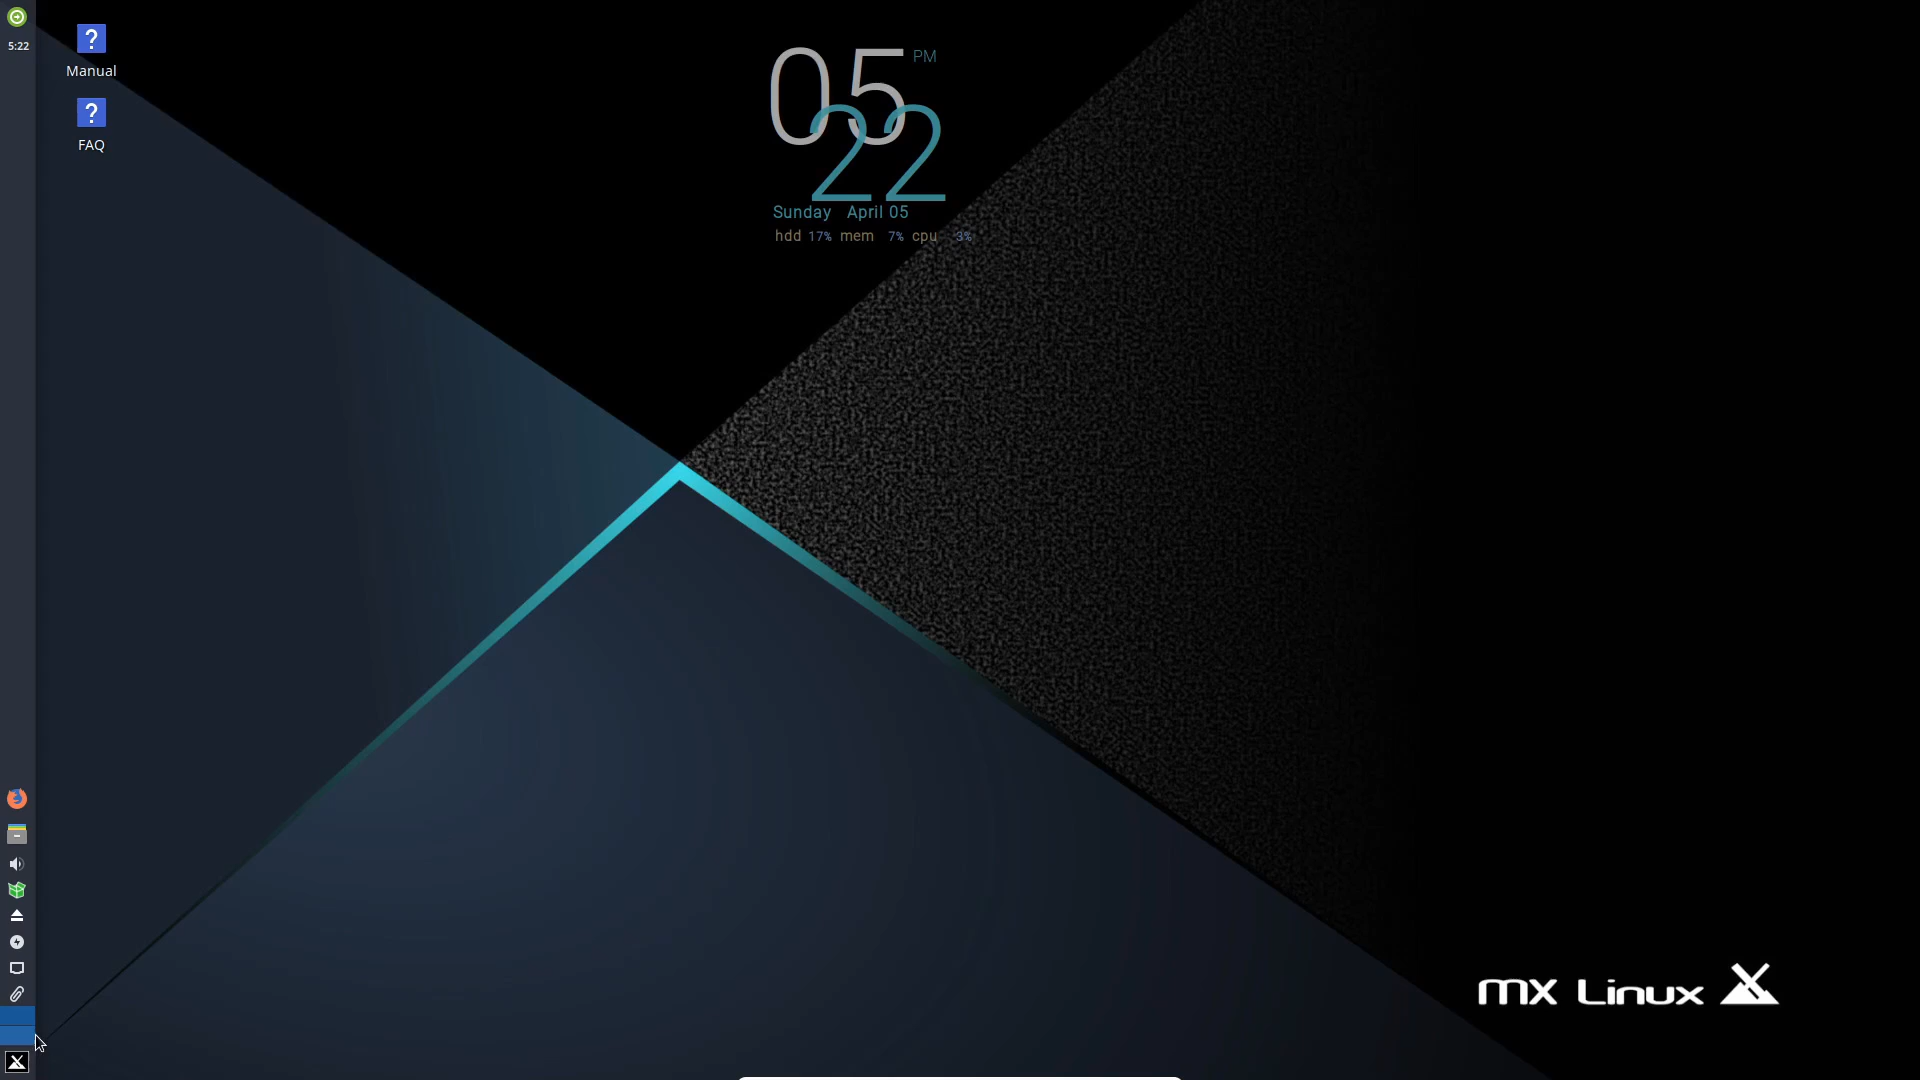 5:22
Manual
FAQ
05 PM
22
Sunday April 05
hdd 17% mem 7% cpu 3%
mx Linux